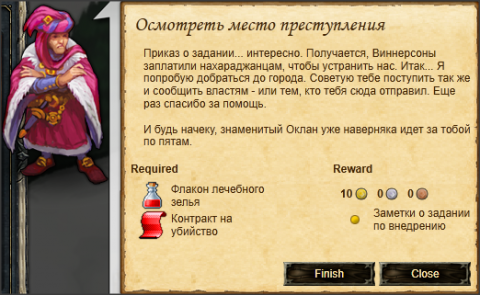 Осмотреть место преступления
Приказ о задании... интересно. Получается, Виннерсоны
заплатили нахараджанцам, чтобы устранить нас. Итак... Я
попробую добраться до города. Советую тебе поступить так же
и сообщить властям - или тем, кто тебя сюда отправил. Еще
раз спасибо за помощь.
И будь начеку, знаменитый Оклан уже наверняка идет за тобой
по пятам.
Required
Reward
Флакон лечебного
зелья
10 0 0
Контракт на
убийство
Заметки о задании
по внедрению
Finish
Close